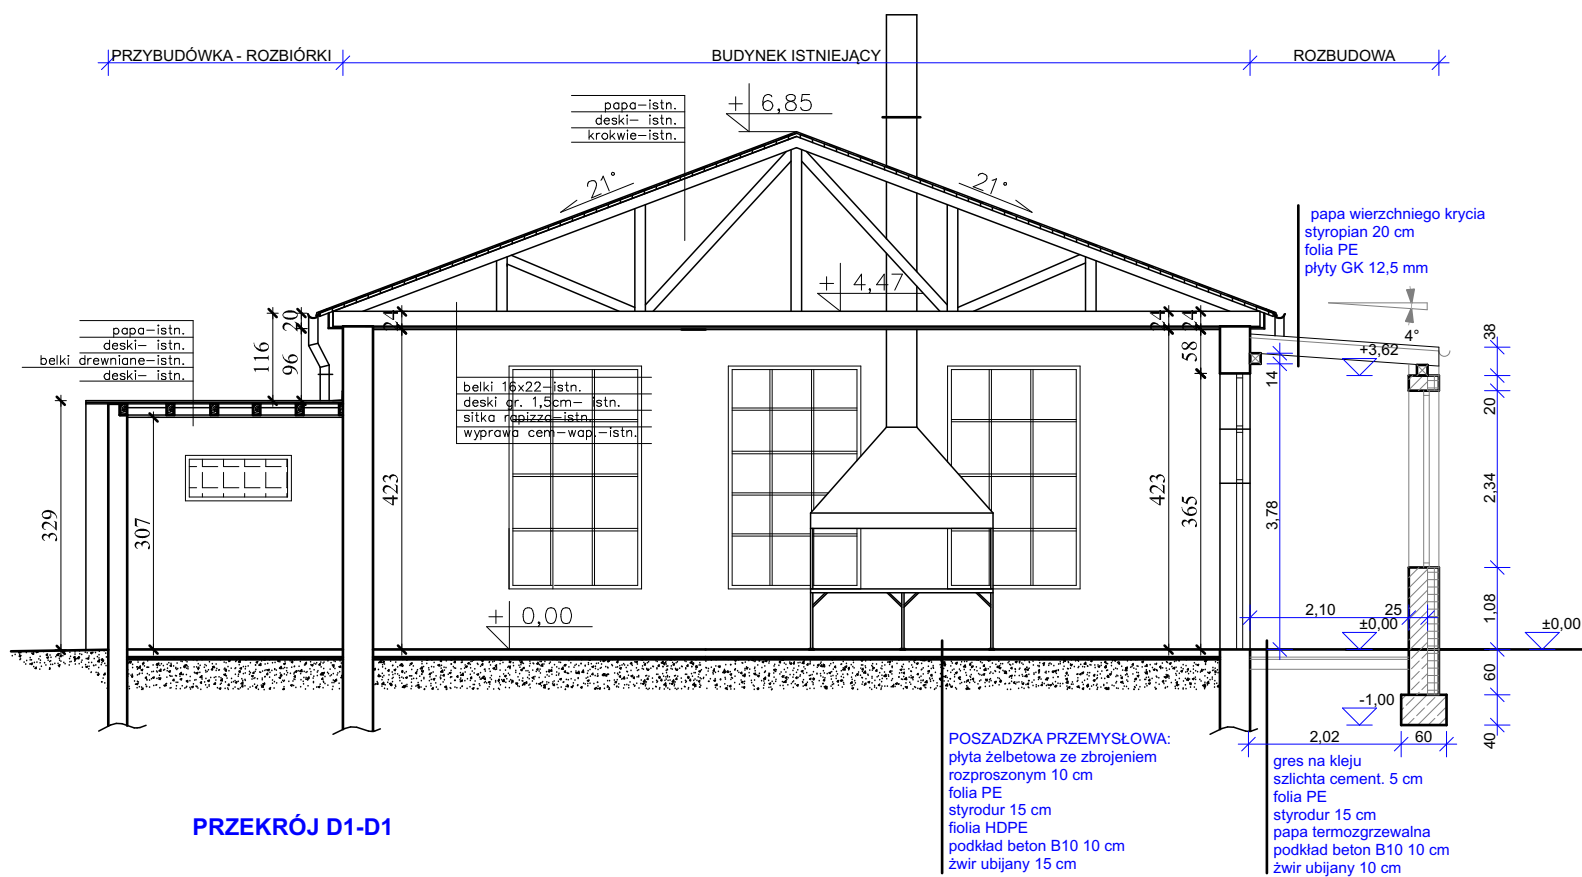 PRZYBUDÓWKA - ROZBIÓRKI
BUDYNEK ISTNIEJĄCY
ROZBUDOWA
papa-istn.
deski- istn.
krokwie-istn.
+ 6,85
21°
21°
papa wierzchniego krycia
styropian 20 cm
folia PE
płyty GK 12,5 mm
+ 4,47
4°
+3,62
papa-istn.
deski- istn.
belki drewniane-istn.
deski- istn.
116
20
96
24
24
24
58
14
38
20
belki 16x22-istn.
deski gr. 1,5cm- istn.
sitka rapizza-istn.
wyprawa cem-wap.-istn.
329
307
423
423
365
3,78
2,34
1,08
60
40
+ 0,00
2,10
25
±0,00
±0,00
-1,00
2,02
60
POSZADZKA PRZEMYSŁOWA:
płyta żelbetowa ze zbrojeniem
rozproszonym 10 cm
folia PE
styrodur 15 cm
fiolia HDPE
podkład beton B10 10 cm
żwir ubijany 15 cm
gres na kleju
szlichta cement. 5 cm
folia PE
styrodur 15 cm
papa termozgrzewalna
podkład beton B10 10 cm
żwir ubijany 10 cm
PRZEKRÓJ D1-D1